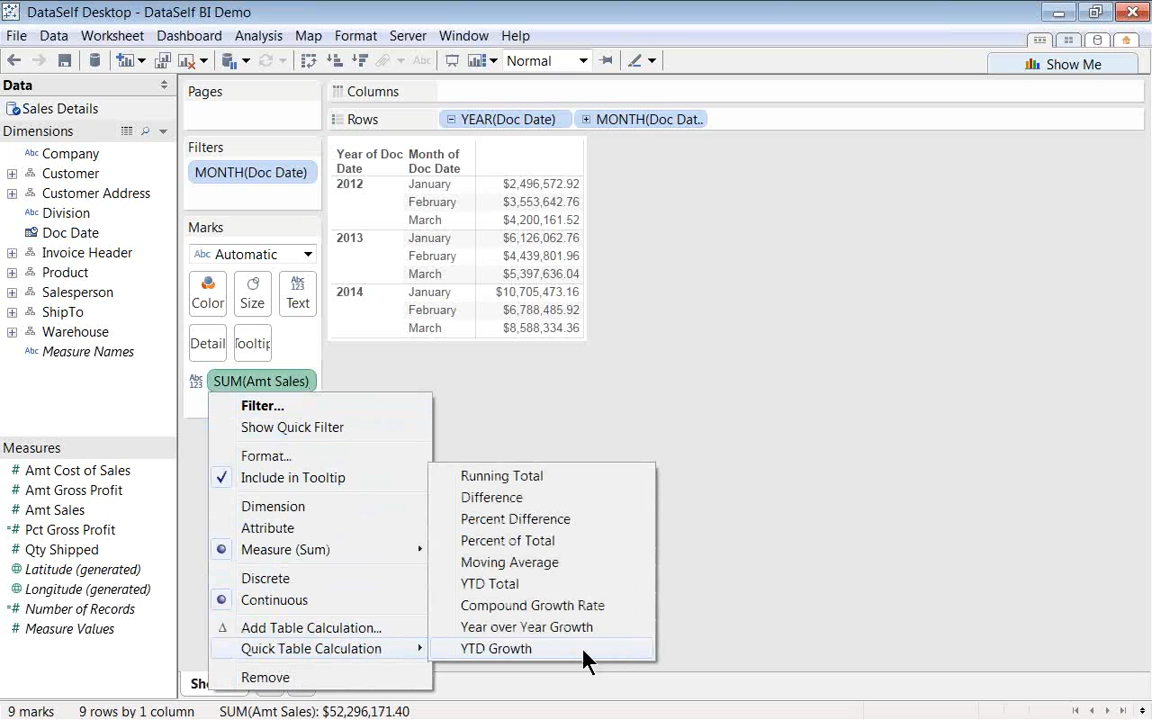 DataSelf Desktop - DataSelf BI Demo
File Data Worksheet Dashboard Analysis Map Format Server Window Help
Abc Normal
Show Me
Data
Sales Details
Dimensions
Abc Company
Customer
Customer Address
Abc Division
Doc Date
Invoice Header
Product
Salesperson
ShipTo
Warehouse
Abc Measure Names
Measures
# Amt Cost of Sales
# Amt Gross Profit
# Amt Sales
=# Pct Gross Profit
# Qty Shipped
Latitude (generated)
Longitude (generated)
=# Number of Records
# Measure Values
Pages
Filters
MONTH(Doc Date)
Marks
Abc Automatic
Color Size Abc 123 Text
Detail Tooltip
Abc 123 SUM(Amt Sales)
Columns
Rows YEAR(Doc Date) MONTH(Doc Dat..
Year of Doc Date Month of Doc Date
2012 January $2,496,572.92
February $3,553,642.76
March $4,200,161.52
2013 January $6,126,062.76
February $4,439,801.96
March $5,397,636.04
2014 January $10,705,473.16
February $6,788,485.92
March $8,588,334.36
Filter...
Show Quick Filter
Format...
Include in Tooltip
Dimension
Attribute
Measure (Sum)
Discrete
Continuous
Δ Add Table Calculation...
Quick Table Calculation
Remove
Running Total
Difference
Percent Difference
Percent of Total
Moving Average
YTD Total
Compound Growth Rate
Year over Year Growth
YTD Growth
9 marks 9 rows by 1 column SUM(Amt Sales): $52,296,171.40